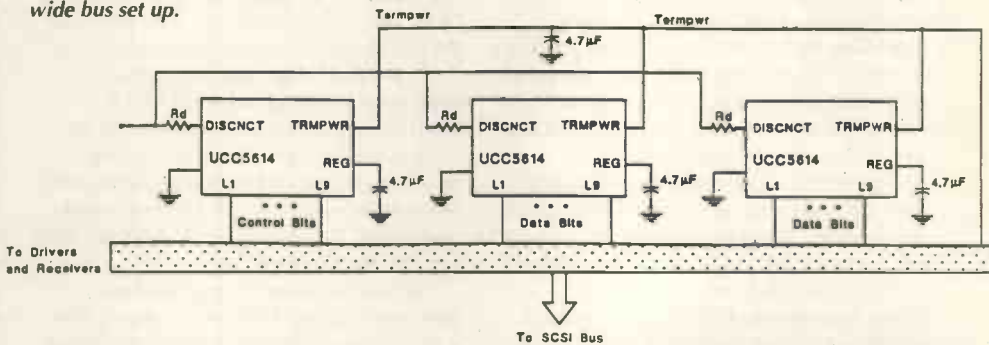 wide bus set up.
Termpwr Termpwr
4.7µF
Rd Rd Rd
DISCNCT TRMPWR DISCNCT TRMPWR DISCNCT TRMPWR
UCC5614 REG UCC5614 REG UCC5614 REG
L1 L9 L1 L9 L1 L9
4.7µF 4.7µF 4.7µF
Control Bits Data Bits Data Bits
To Drivers
and Receivers
To SCSI Bus